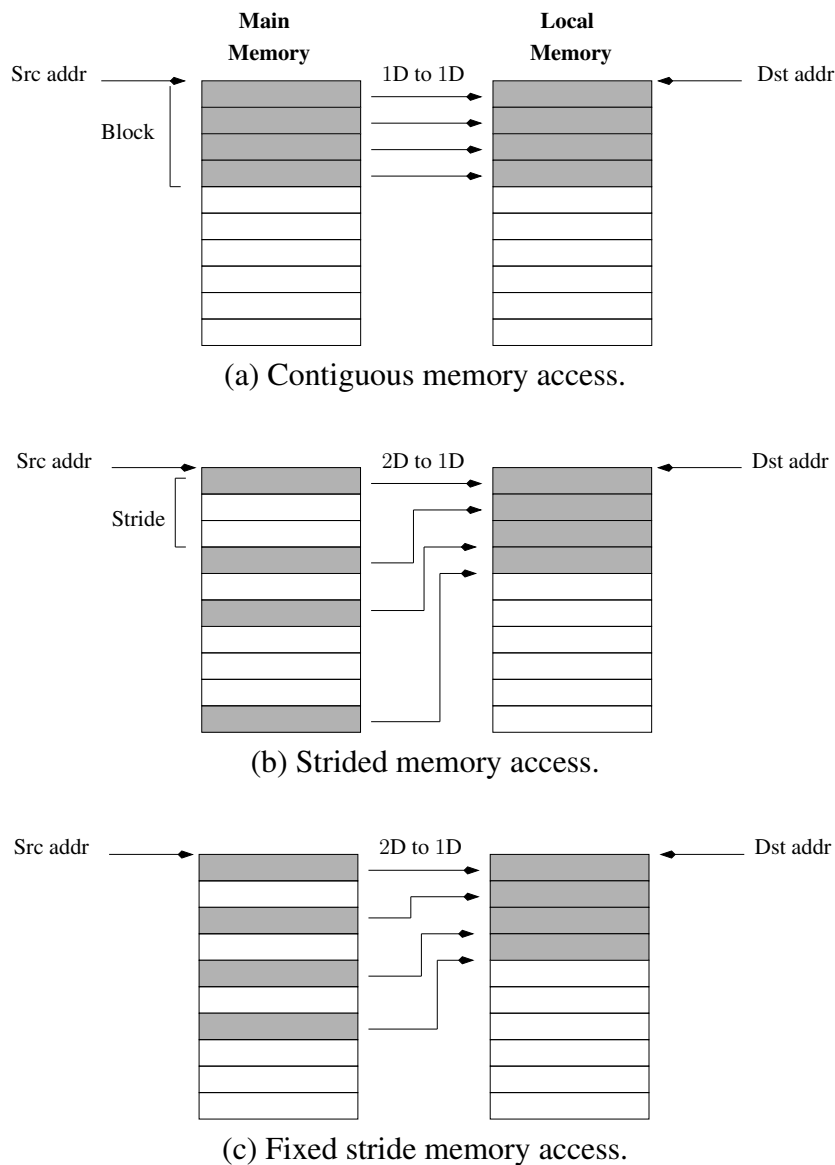 Main
Memory
Local
Memory
Src addr
1D to 1D
Dst addr
Block
(a) Contiguous memory access.
Src addr
2D to 1D
Dst addr
Stride
(b) Strided memory access.
Src addr
2D to 1D
Dst addr
(c) Fixed stride memory access.